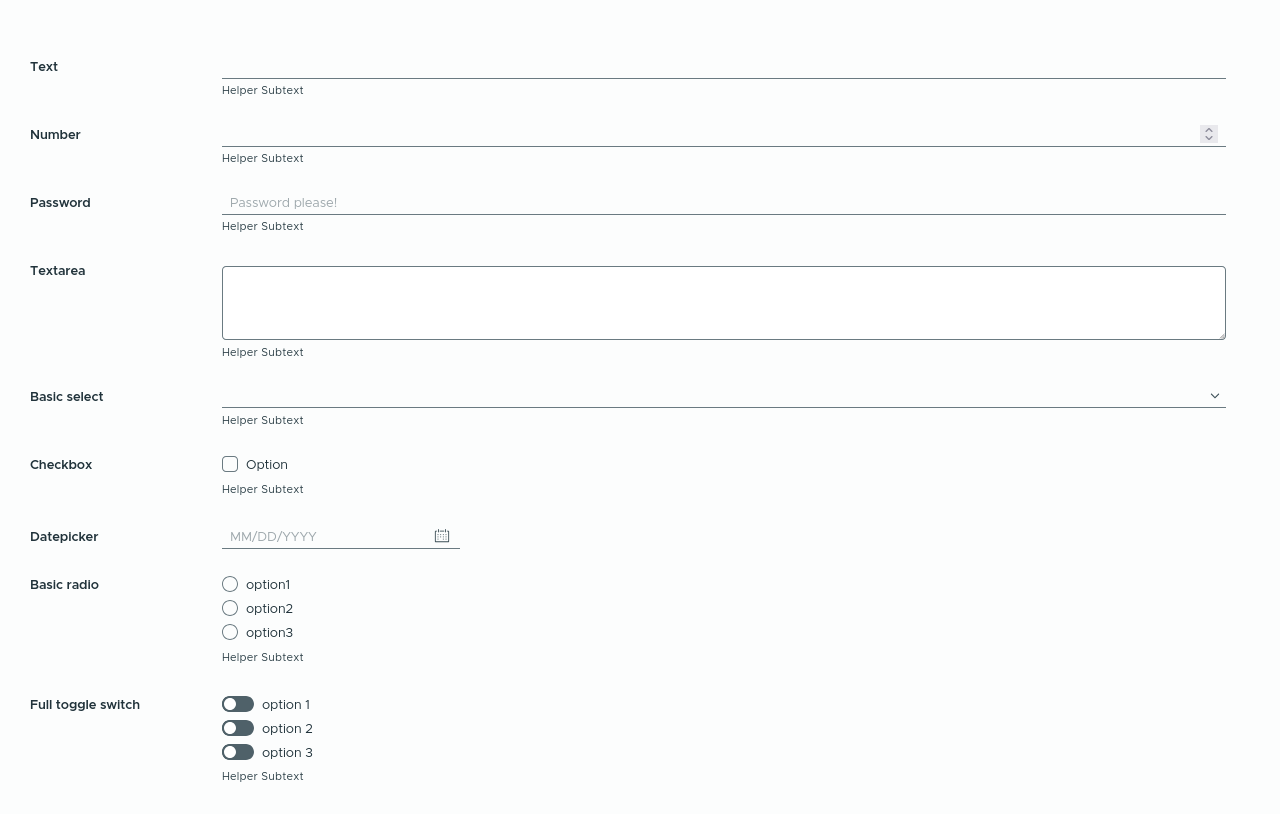 Text
Helper Subtext
Number
Helper Subtext
Password Password please!
Helper Subtext
Textarea
Helper Subtext
Basic select
Helper Subtext
Checkbox Option
Helper Subtext
Datepicker MM/DD/YYYY
Basic radio option1
option2
option3
Helper Subtext
Full toggle switch option 1
option 2
option 3
Helper Subtext